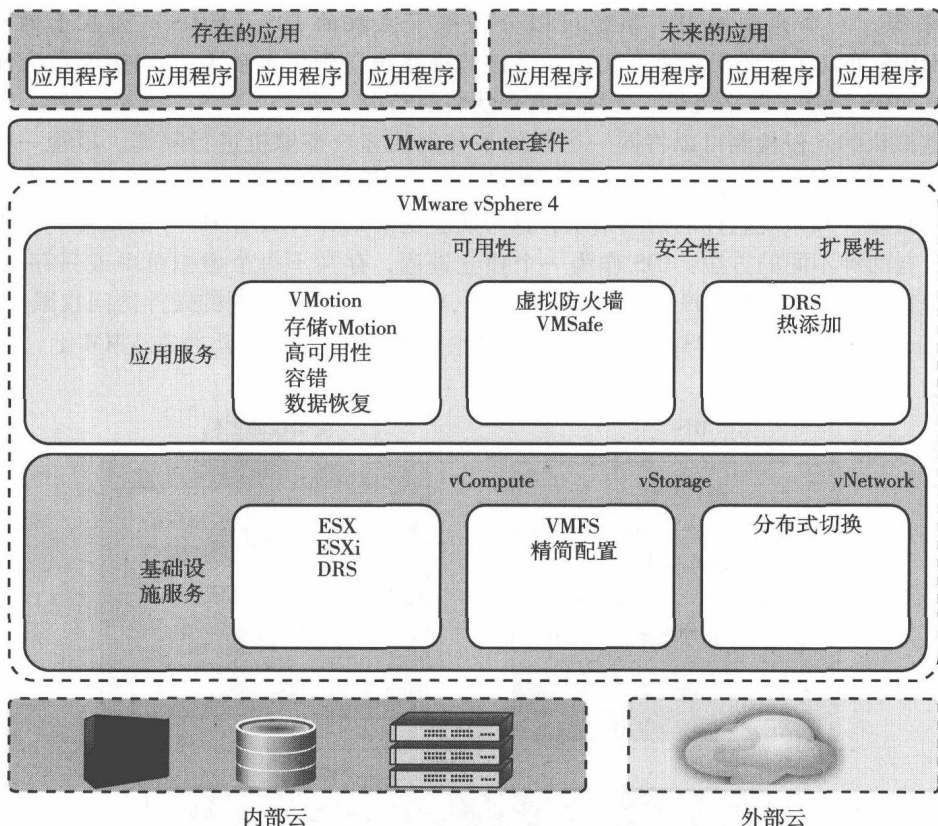 存在的应用
未来的应用
应用程序 应用程序 应用程序 应用程序
应用程序 应用程序 应用程序 应用程序
VMware vCenter套件
VMware vSphere 4
可用性 安全性 扩展性
应用服务
VMotion
存储vMotion
高可用性
容错
数据恢复
虚拟防火墙
VMSafe
DRS
热添加
vCompute vStorage vNetwork
基础设
施服务
ESX
ESXi
DRS
VMFS
精简配置
分布式切换
内部云
外部云